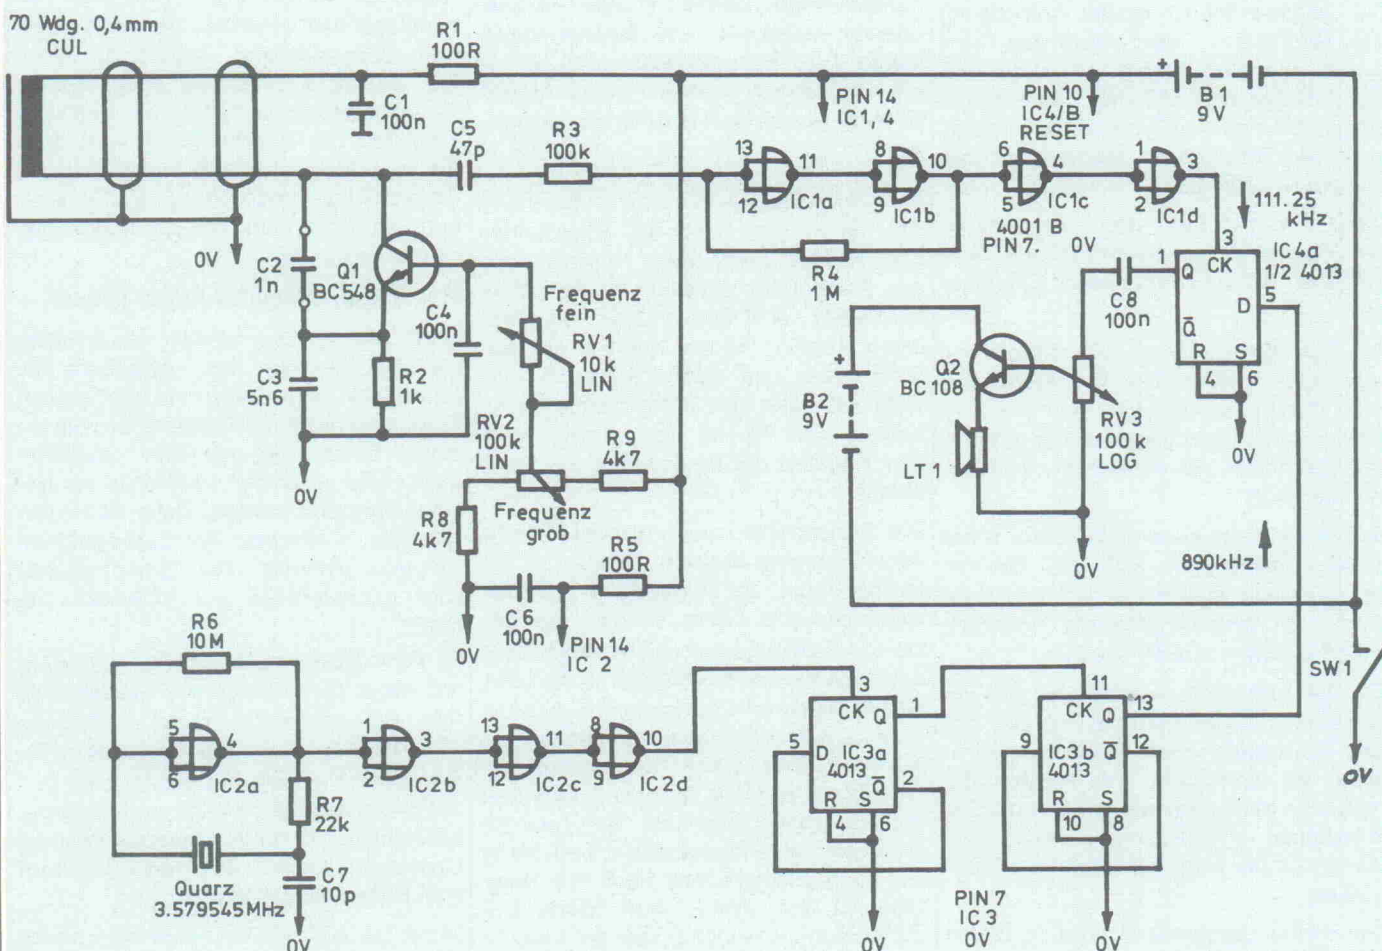 70 Wdg. 0,4mm
CUL
R1
100R
C1
100n
C5
47p
R3
100k
PIN 14
IC1, 4
PIN 10
IC4/B
RESET
+
B1
9V
13
12
11
IC1a
8
9
10
IC1b
6
5
4
IC1c
4001 B
PIN 7.
0V
1
2
3
IC1d
111.25
kHz
R4
1M
0V
C2
1n
Q1
BC548
C4
100n
Frequenz
fein
RV1
10k
LIN
C3
5n6
R2
1k
0V
RV2
100k
LIN
R9
4k7
Frequenz
grob
R8
4k7
R5
100R
C6
100n
0V
PIN 14
IC 2
C8
100n
3
Q
CK
IC4a
1/2 4013
5
D
Q
R
S
4
6
0V
+
B2
9V
Q2
BC108
LT1
RV3
100k
LOG
0V
890kHz
SW1
0V
R6
10M
5
6
4
IC2a
1
2
3
IC2b
13
12
11
IC2c
8
9
10
IC2d
R7
22k
Quarz
3.579545MHz
C7
10p
0V
3
CK
Q
1
5
D
IC3a
4013
Q
2
R
S
4
6
0V
11
CK
Q
13
9
IC3b
4013
Q
12
R
S
10
8
0V
PIN 7
IC 3
0V